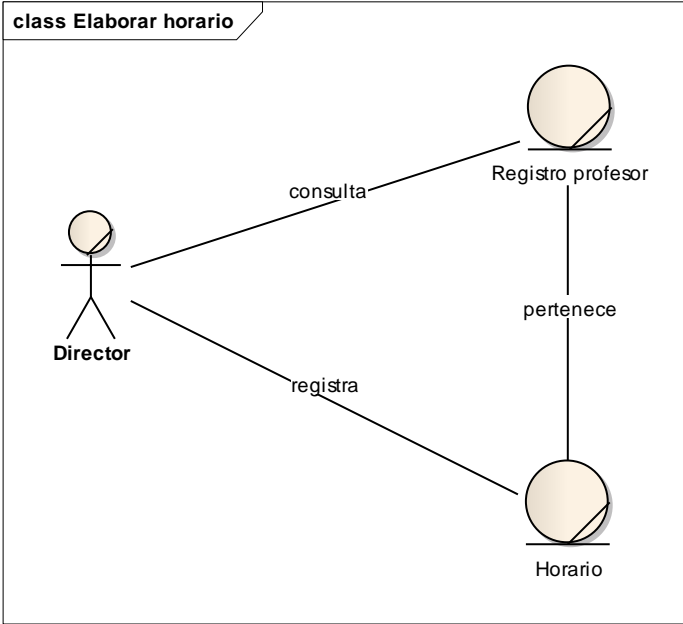 class Elaborar horario
Registro profesor
consulta
Director
pertenece
registra
Horario